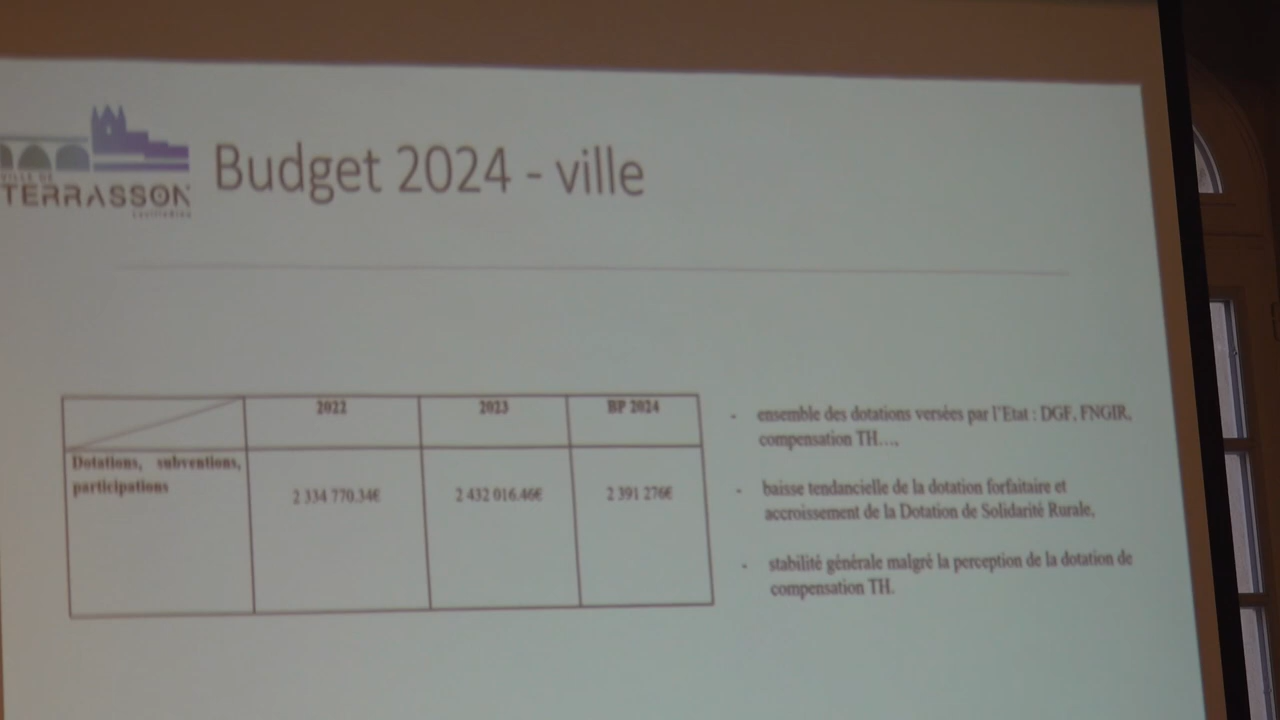 VILLE DE
TERRASSON
Budget 2024 - ville
2022
2023
BP 2024
Dotations, subventions,
participations
2 334 770.34€
2 432 016.46€
2 391 276€
- ensemble des dotations versées par l'Etat : DGF, FNGIR,
compensation TH…,
- baisse tendancielle de la dotation forfaitaire et
accroissement de la Dotation de Solidarité Rurale,
- stabilité générale malgré la perception de la dotation de
compensation TH.